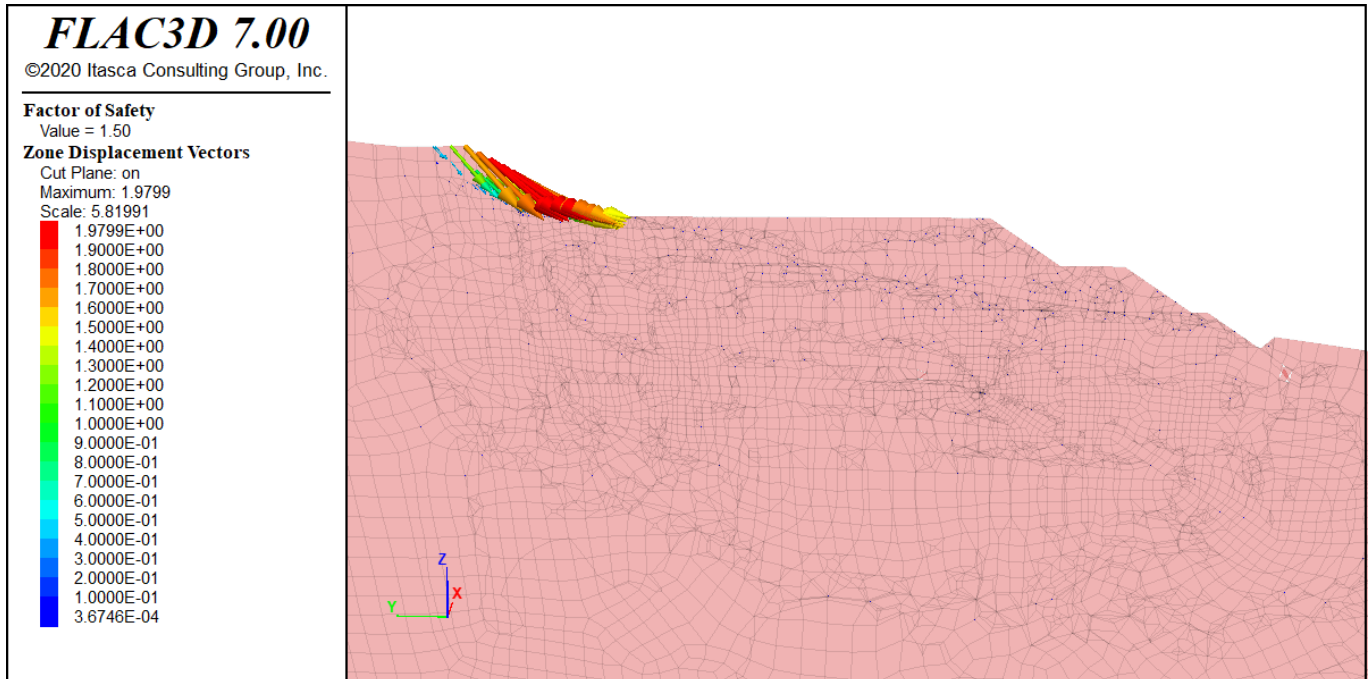 FLAC3D 7.00
©2020 Itasca Consulting Group, Inc.
Factor of Safety
Value = 1.50
Zone Displacement Vectors
Cut Plane: on
Maximum: 1.9799
Scale: 5.81991
1.9799E+00
1.9000E+00
1.8000E+00
1.7000E+00
1.6000E+00
1.5000E+00
1.4000E+00
1.3000E+00
1.2000E+00
1.1000E+00
1.0000E+00
9.0000E-01
8.0000E-01
7.0000E-01
6.0000E-01
5.0000E-01
4.0000E-01
3.0000E-01
2.0000E-01
1.0000E-01
3.6746E-04
Z
X
Y